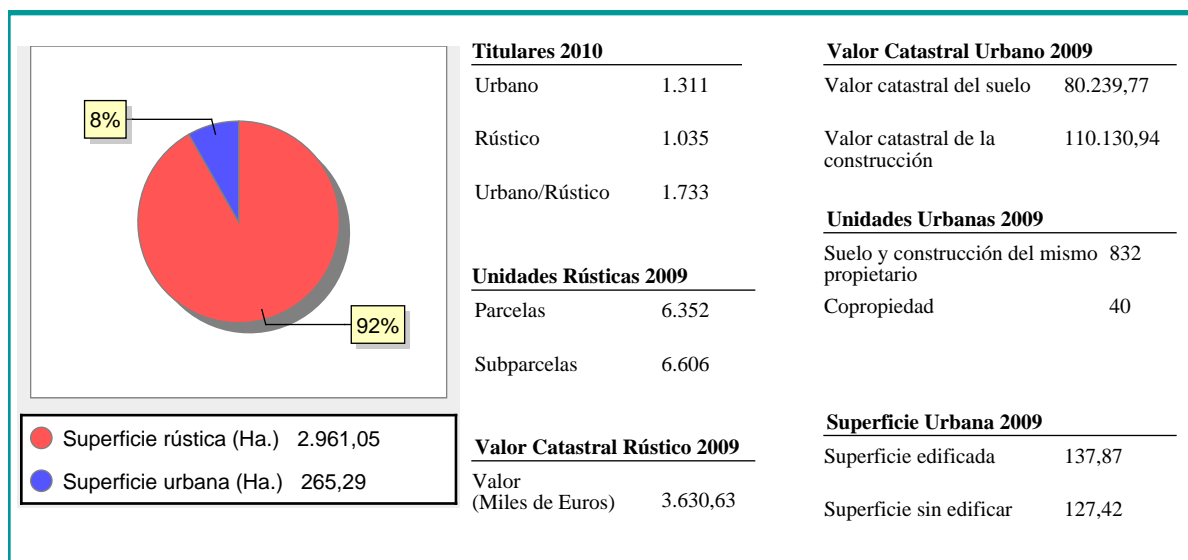 8%
92%
Superficie rústica (Ha.) 2.961,05
Superficie urbana (Ha.) 265,29
Titulares 2010
Urbano 1.311
Rústico 1.035
Urbano/Rústico 1.733
Unidades Rústicas 2009
Parcelas 6.352
Subparcelas 6.606
Valor Catastral Rústico 2009
Valor
(Miles de Euros) 3.630,63
Valor Catastral Urbano 2009
Valor catastral del suelo 80.239,77
Valor catastral de la 110.130,94
construcción
Unidades Urbanas 2009
Suelo y construcción del mismo 832
propietario
Copropiedad 40
Superficie Urbana 2009
Superficie edificada 137,87
Superficie sin edificar 127,42